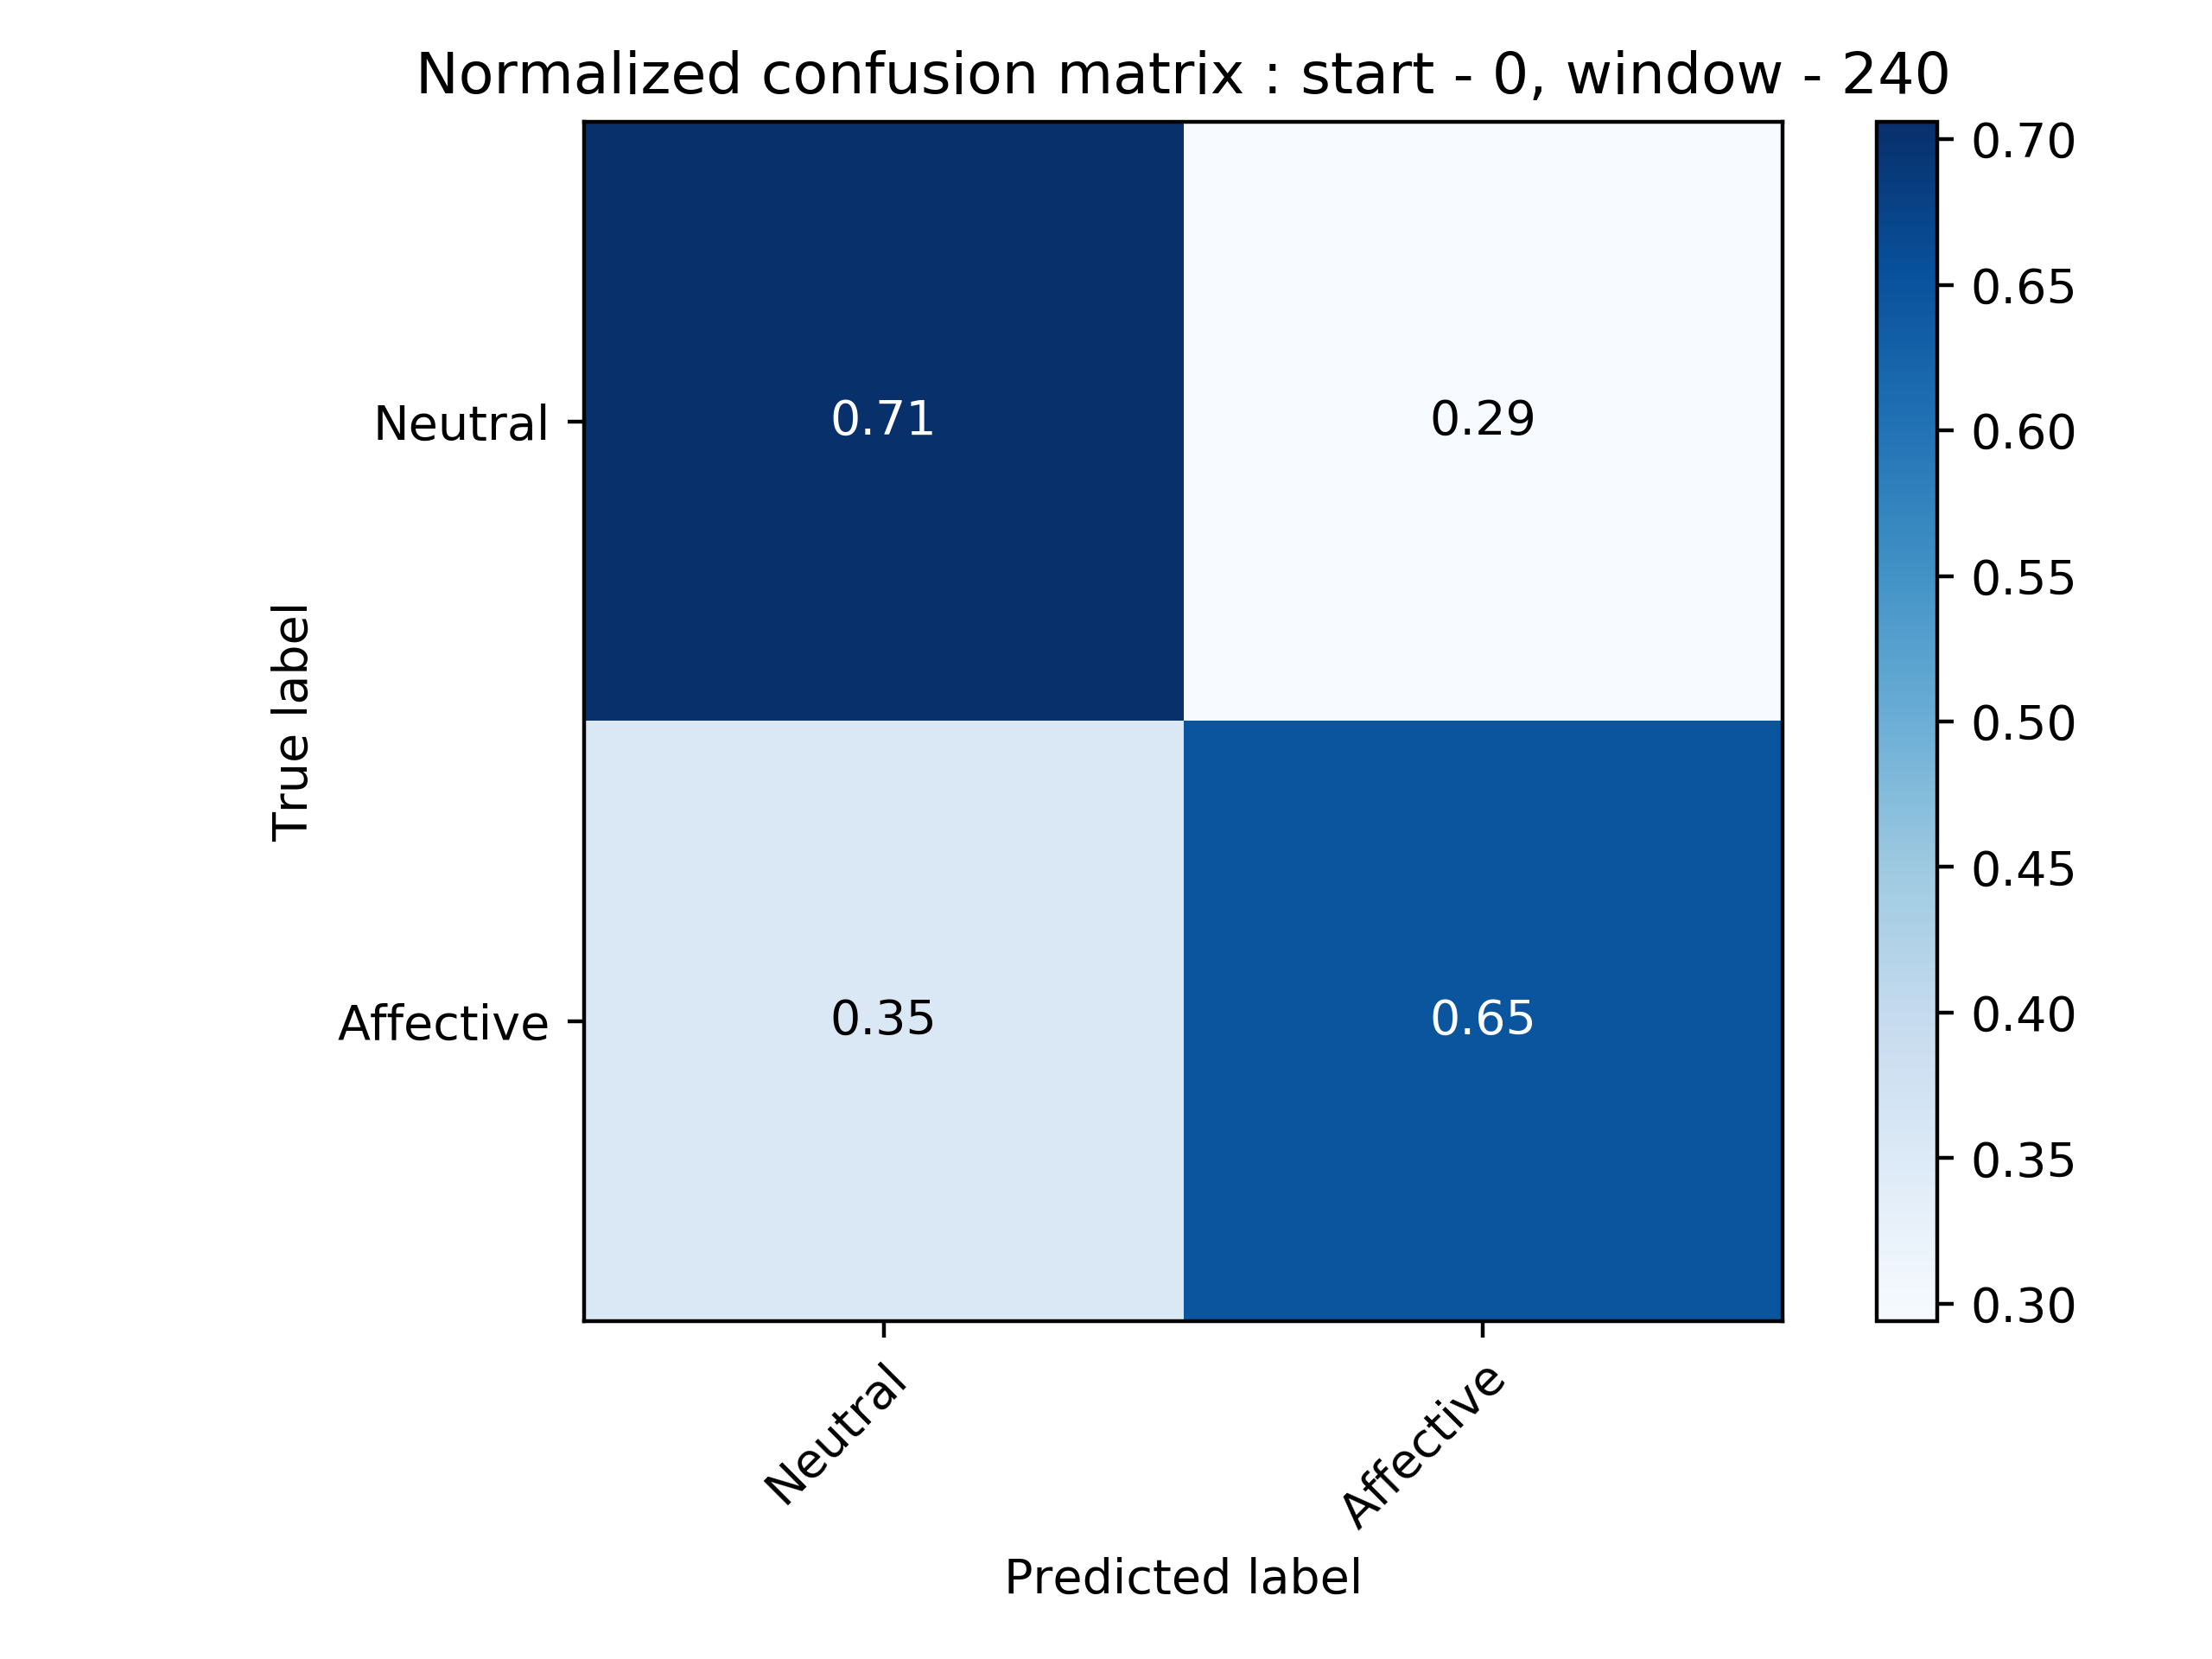 Normalized confusion matrix : start - 0, window - 240
True label
Neutral
Affective
0.71
0.29
0.35
0.65
Neutral
Affective
Predicted label
0.70
0.65
0.60
0.55
0.50
0.45
0.40
0.35
0.30